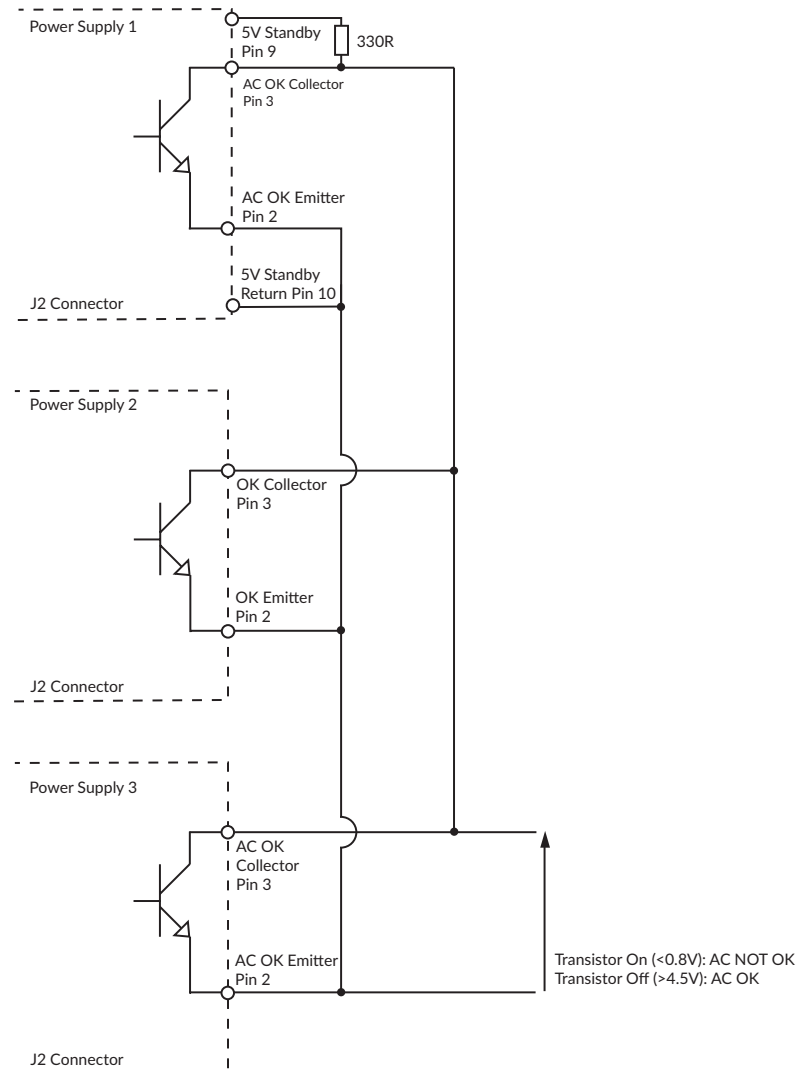 Power Supply 1
5V Standby
Pin 9
330R
AC OK Collector
Pin 3
AC OK Emitter
Pin 2
5V Standby
Return Pin 10
J2 Connector
Power Supply 2
OK Collector
Pin 3
OK Emitter
Pin 2
J2 Connector
Power Supply 3
AC OK
Collector
Pin 3
AC OK Emitter
Pin 2
Transistor On (<0.8V): AC NOT OK
Transistor Off (>4.5V): AC OK
J2 Connector